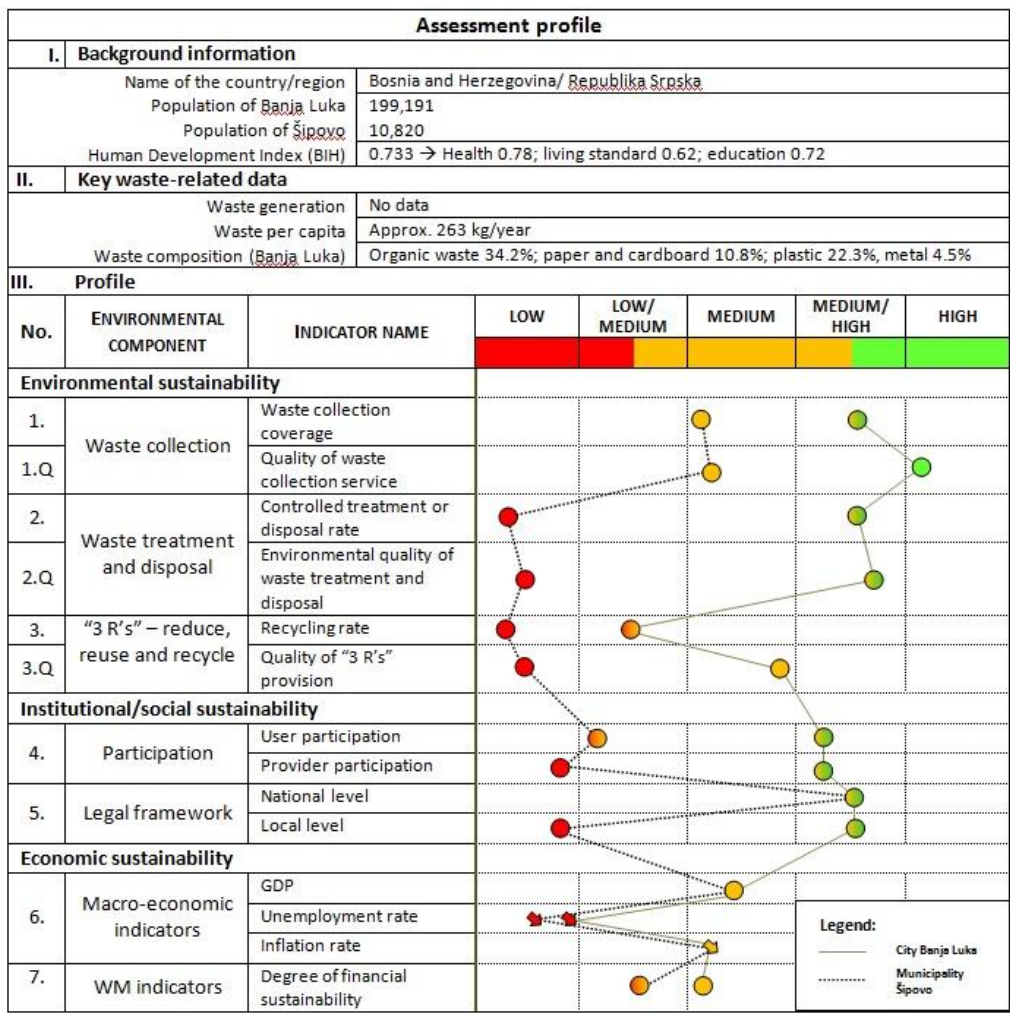 Assessment profile
I. Background information
Name of the country/region Bosnia and Herzegovina/ Republika Srpska
Population of Banja Luka 199,191
Population of Šipovo 10,820
Human Development Index (BIH) 0.733 → Health 0.78; living standard 0.62; education 0.72
II. Key waste-related data
Waste generation No data
Waste per capita Approx. 263 kg/year
Waste composition (Banja Luka) Organic waste 34.2%; paper and cardboard 10.8%; plastic 22.3%, metal 4.5%
III. Profile
No.
ENVIRONMENTAL
COMPONENT
INDICATOR NAME
LOW
LOW/
MEDIUM
MEDIUM
MEDIUM/
HIGH
HIGH
Environmental sustainability
1.
Waste collection
Waste collection
coverage
1.Q
Quality of waste
collection service
2.
Waste treatment
and disposal
Controlled treatment or
disposal rate
2.Q
Environmental quality of
waste treatment and
disposal
3.
“3 R's” – reduce,
reuse and recycle
Recycling rate
3.Q
Quality of “3 R's”
provision
Institutional/social sustainability
4.
Participation
User participation
Provider participation
5.
Legal framework
National level
Local level
Economic sustainability
6.
Macro-economic
indicators
GDP
Unemployment rate
Inflation rate
7.
WM indicators
Degree of financial
sustainability
Legend:
City Banja Luka
Municipality
Šipovo